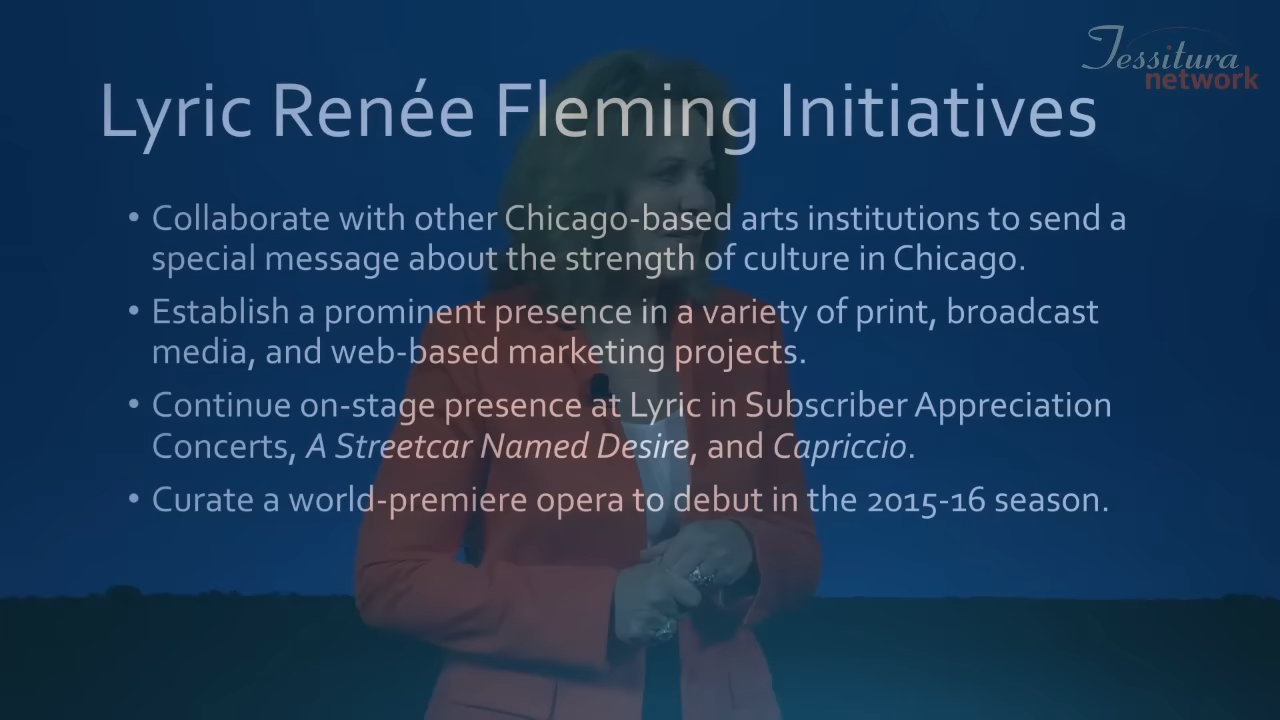 Tessitura
network
Lyric Renée Fleming Initiatives
• Collaborate with other Chicago-based arts institutions to send a
special message about the strength of culture in Chicago.
• Establish a prominent presence in a variety of print, broadcast
media, and web-based marketing projects.
• Continue on-stage presence at Lyric in Subscriber Appreciation
Concerts, A Streetcar Named Desire, and Capriccio.
• Curate a world-premiere opera to debut in the 2015-16 season.